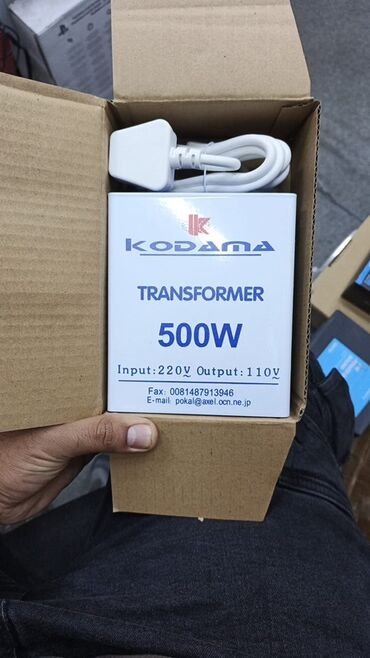 KODAMA
TRANSFORMER
500W
Input:220V Output:110V
Fax: 0081487913946
E-mail: pokal@axel.ocn.ne.jp